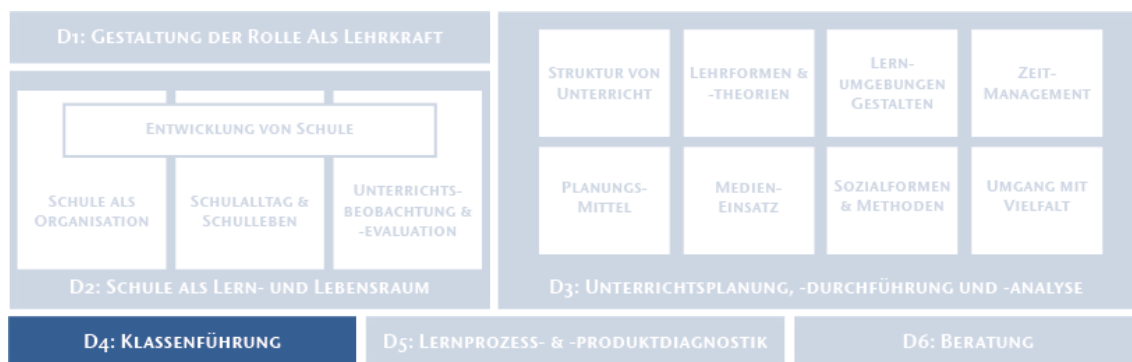 D1: Gestaltung der Rolle Als Lehrkraft
Entwicklung von Schule
Schule als
Organisation
Schulalltag &
Schulleben
Unterrichts-
beobachtung &
-evaluation
D2: Schule als Lern- und Lebensraum
Struktur von
Unterricht
Lehrformen &
-theorien
Lern-
umgebungen
Gestalten
Zeit-
Management
Planungs-
Mittel
Medien-
Einsatz
Sozialformen
& Methoden
Umgang mit
Vielfalt
D3: Unterrichtsplanung, -durchführung und -analyse
D4: Klassenführung
D5: Lernprozess- & -produktdiagnostik
D6: Beratung